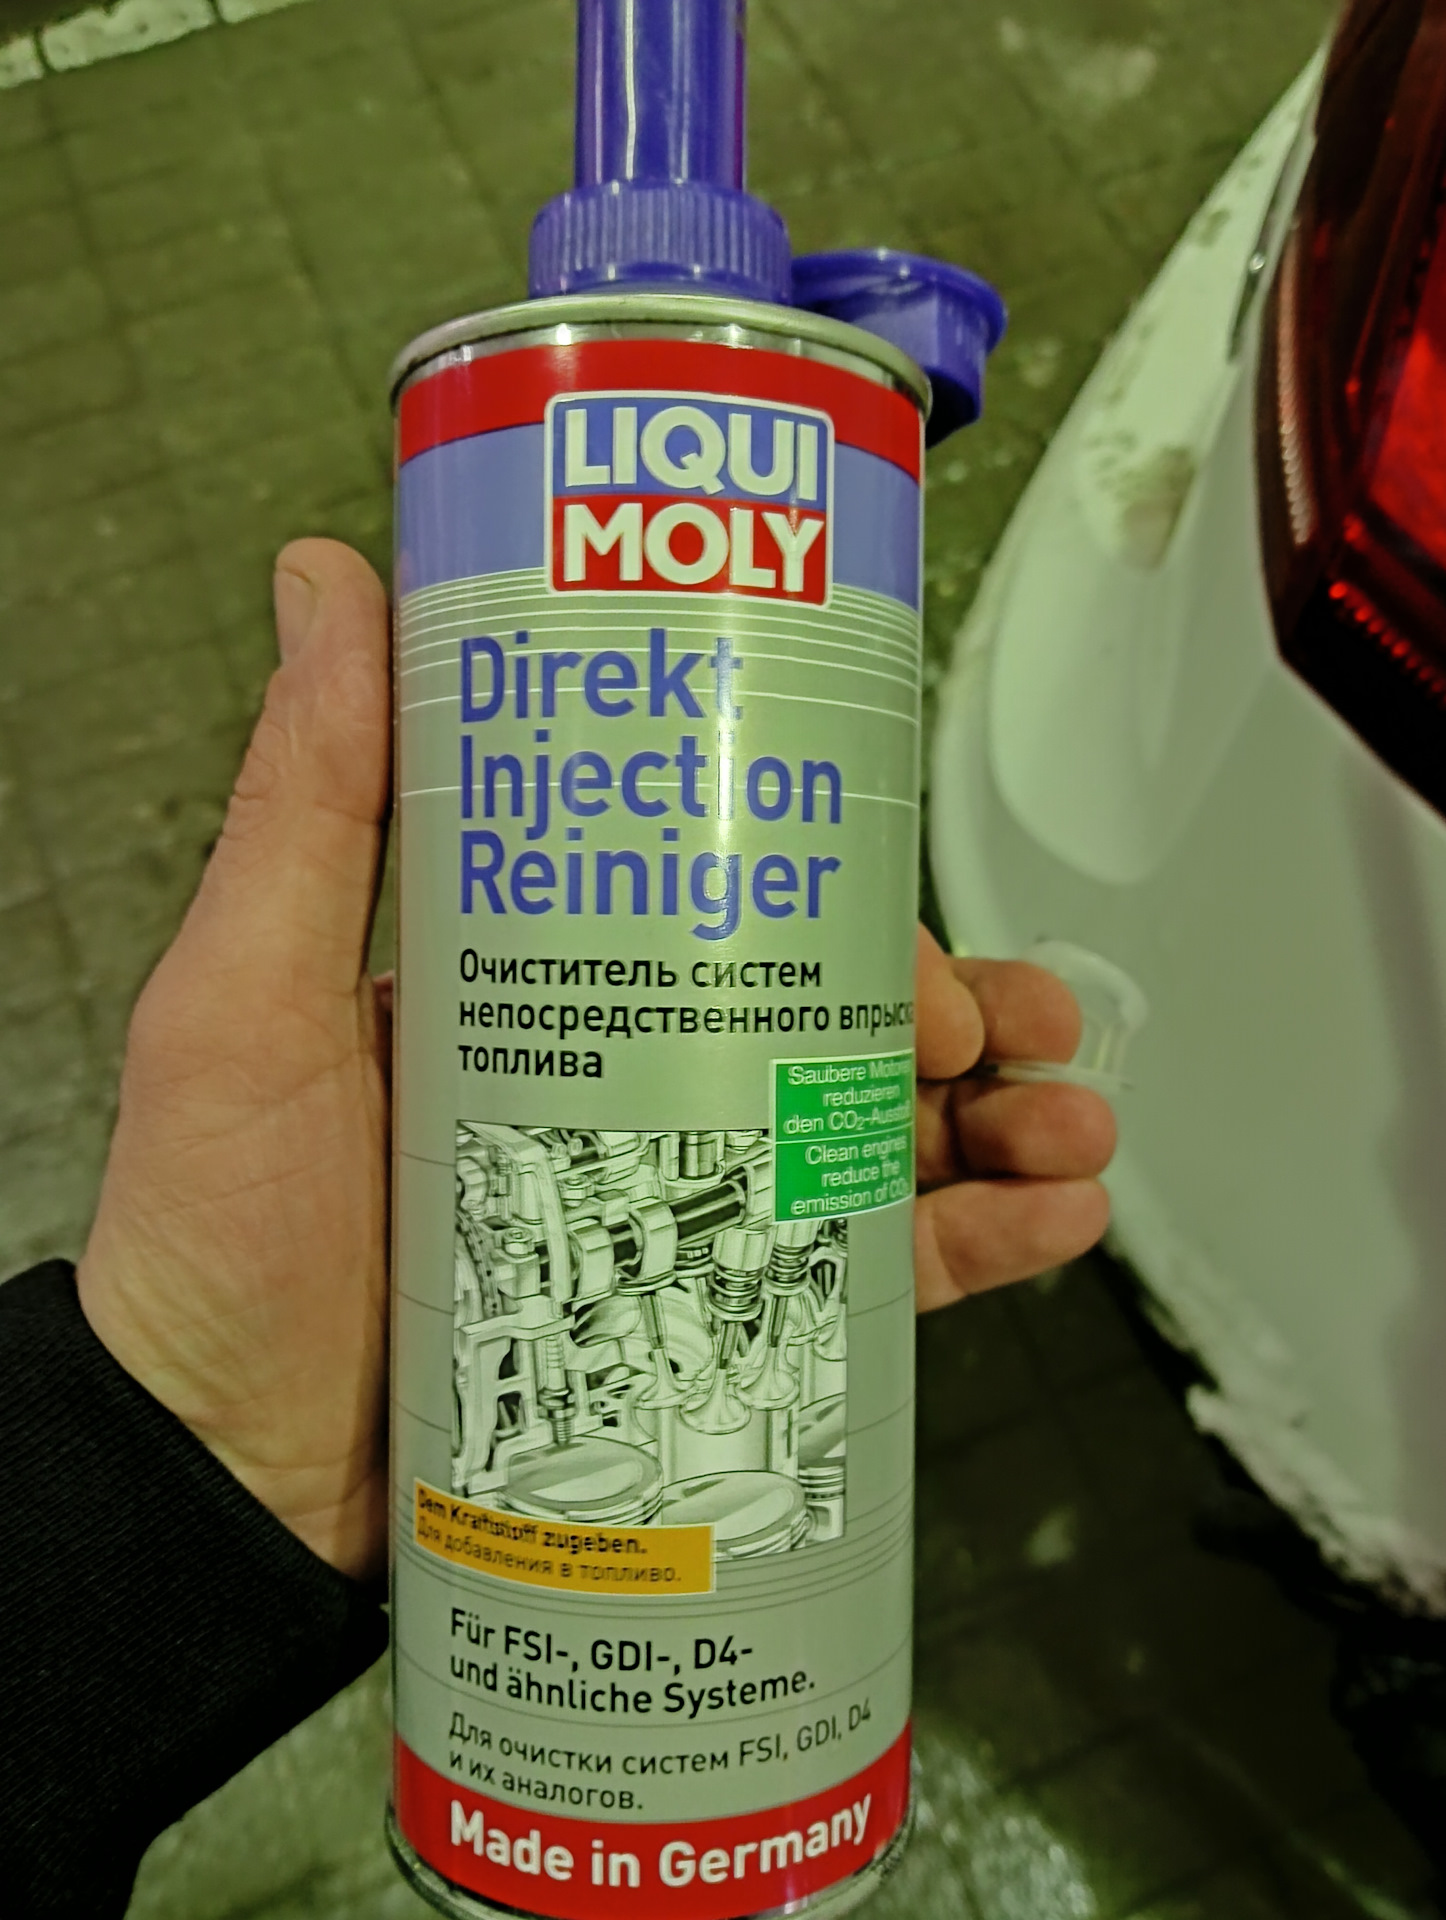 LIQUI
MOLY
Direkt
Injection
Reiniger
Очиститель систем
непосредственного впрыска
топлива
Saubere Motoren
reduzieren
den CO₂-Ausstoß
Clean engines
reduce the
emission of CO₂
Dem Kraftstoff zugeben.
Для добавления в топливо.
Für FSI-, GDI-, D4-
und ähnliche Systeme.
Для очистки систем FSI, GDI, D4
и их аналогов.
Made in Germany